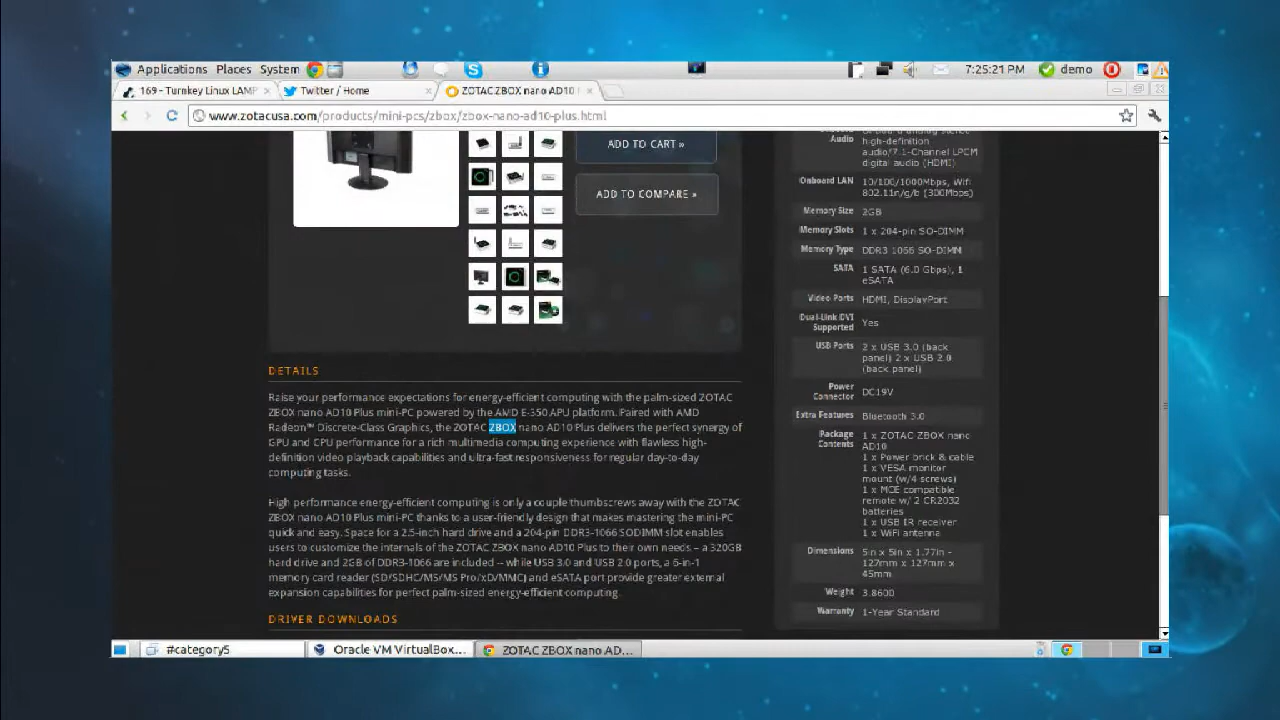 Applications Places System
7:25:21 PM demo
169 - Turnkey Linux LAMP
Twitter / Home
ZOTAC ZBOX nano AD10
www.zotacusa.com/products/mini-pcs/zbox/zbox-nano-ad10-plus.html
ADD TO CART »
ADD TO COMPARE »
DETAILS
Raise your performance expectations for energy-efficient computing with the palm-sized ZOTAC
ZBOX nano AD10 Plus mini-PC powered by the AMD E-350 APU platform. Paired with AMD
Radeon™ Discrete-Class Graphics, the ZOTAC ZBOX nano AD10 Plus delivers the perfect synergy of
GPU and CPU performance for a rich multimedia computing experience with flawless high-
definition video playback capabilities and ultra-fast responsiveness for regular day-to-day
computing tasks.
High performance energy-efficient computing is only a couple thumbscrews away with the ZOTAC
ZBOX nano AD10 Plus mini-PC thanks to a user-friendly design that makes mastering the mini-PC
quick and easy. Space for a 2.5-inch hard drive and a 204-pin DDR3-1066 SODIMM slot enables
users to customize the internals of the ZOTAC ZBOX nano AD10 Plus to their own needs – a 320GB
hard drive and 2GB of DDR3-1066 are included – while USB 3.0 and USB 2.0 ports, a 6-in-1
memory card reader (SD/SDHC/MS/MS Pro/xD/MMC) and eSATA port provide greater external
expansion capabilities for perfect palm-sized energy-efficient computing.
DRIVER DOWNLOADS
Audio
high-definition
audio/7.1-Channel LPCM
digital audio (HDMI)
Onboard LAN 10/100/1000Mbps, Wifi
802.11n/g/b (300Mbps)
Memory Size 2GB
Memory Slots 1 x 204-pin SO-DIMM
Memory Type DDR3 1066 SO-DIMM
SATA 1 SATA (6.0 Gbps), 1
eSATA
Video Ports HDMI, DisplayPort
Dual-Link DVI
Supported Yes
USB Ports 2 x USB 3.0 (back
panel) 2 x USB 2.0
(back panel)
Power
Connector DC19V
Extra Features Bluetooth 3.0
Package
Contents 1 x ZOTAC ZBOX nano
AD10
1 x Power brick & cable
1 x VESA monitor
mount (w/4 screws)
1 x MCE compatible
remote w/ 2 CR2032
batteries
1 x USB IR receiver
1 x WiFi antenna
Dimensions 5in x 5in x 1.77in -
127mm x 127mm x
45mm
Weight 3.8600
Warranty 1-Year Standard
#category5
Oracle VM VirtualBox...
ZOTAC ZBOX nano AD...